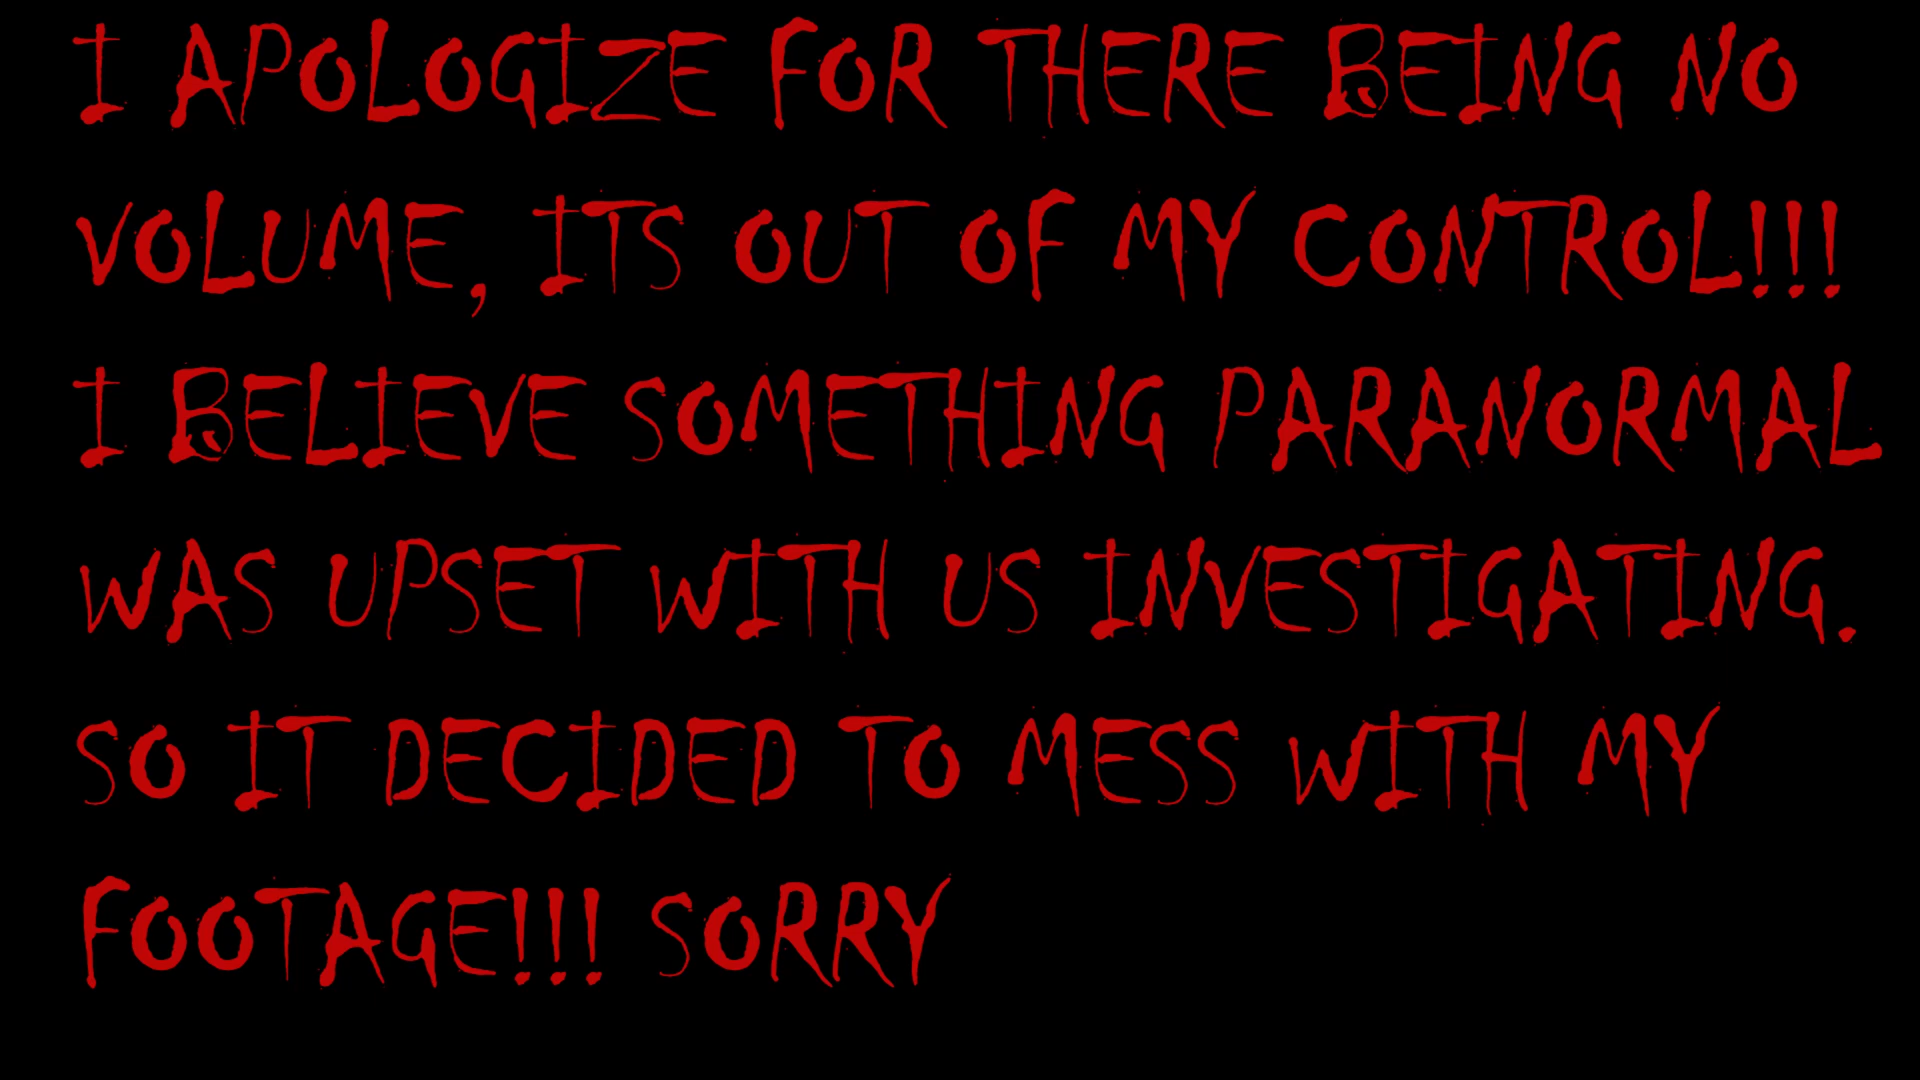 I APOLOGIZE FOR THERE BEING NO
VOLUME, ITS OUT OF MY CONTROL!!!
I BELIEVE SOMETHING PARANORMAL
WAS UPSET WITH US INVESTIGATING.
SO IT DECIDED TO MESS WITH MY
FOOTAGE!!! SORRY